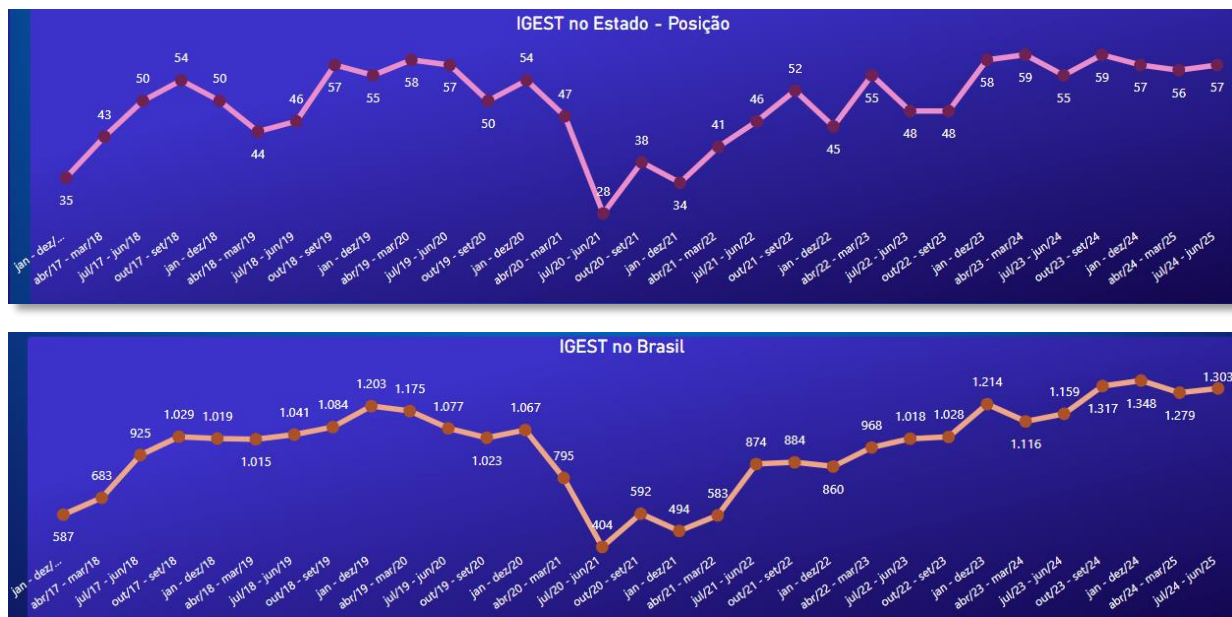 IGEST no Estado - Posição
35
43
50
54
50
44
46
57
55
58
57
50
54
47
28
38
34
41
46
52
45
55
48
48
58
59
55
59
57
56
57
jan - dez/...
abr/17 - mar/18
jul/17 - jun/18
out/17 - set/18
jan - dez/18
abr/18 - mar/19
jul/18 - jun/19
out/18 - set/19
jan - dez/19
abr/19 - mar/20
jul/19 - jun/20
out/19 - set/20
jan - dez/20
abr/20 - mar/21
jul/20 - jun/21
out/20 - set/21
jan - dez/21
abr/21 - mar/22
jul/21 - jun/22
out/21 - set/22
jan - dez/22
abr/22 - mar/23
jul/22 - jun/23
out/22 - set/23
jan - dez/23
abr/23 - mar/24
jul/23 - jun/24
out/23 - set/24
jan - dez/24
abr/24 - mar/25
jul/24 - jun/25
IGEST no Brasil
587
683
925
1.029
1.019
1.015
1.041
1.084
1.203
1.175
1.077
1.023
1.067
795
404
592
494
583
874
884
860
968
1.018
1.028
1.214
1.116
1.159
1.317
1.348
1.279
1.303
jan - dez/...
abr/17 - mar/18
jul/17 - jun/18
out/17 - set/18
jan - dez/18
abr/18 - mar/19
jul/18 - jun/19
out/18 - set/19
jan - dez/19
abr/19 - mar/20
jul/19 - jun/20
out/19 - set/20
jan - dez/20
abr/20 - mar/21
jul/20 - jun/21
out/20 - set/21
jan - dez/21
abr/21 - mar/22
jul/21 - jun/22
out/21 - set/22
jan - dez/22
abr/22 - mar/23
jul/22 - jun/23
out/22 - set/23
jan - dez/23
abr/23 - mar/24
jul/23 - jun/24
out/23 - set/24
jan - dez/24
abr/24 - mar/25
jul/24 - jun/25